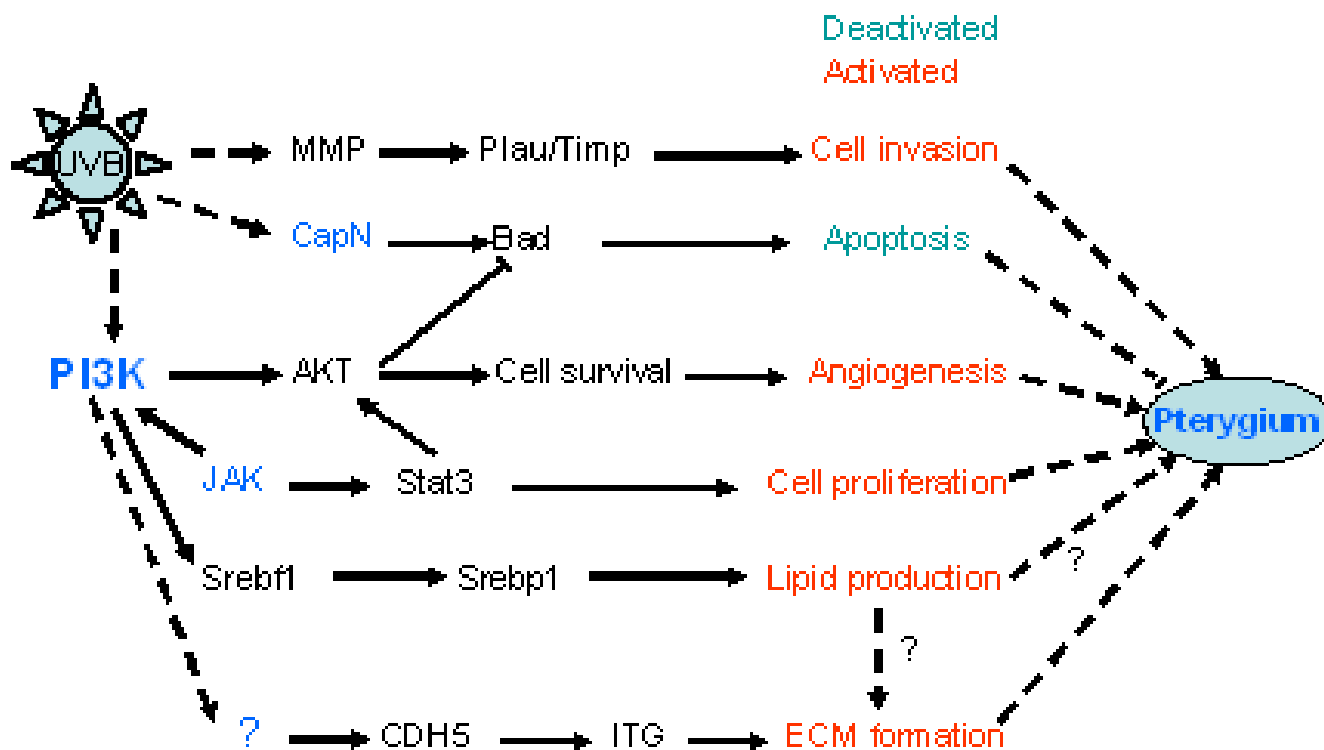 Deactivated
Activated
UVB
MMP
Plau/Timp
Cell invasion
CapN
Bad
Apoptosis
PI3K
AKT
Cell survival
Angiogenesis
Pterygium
JAK
Stat3
Cell proliferation
Srebf1
Srebp1
Lipid production
?
?
?
CDH5
ITG
ECM formation